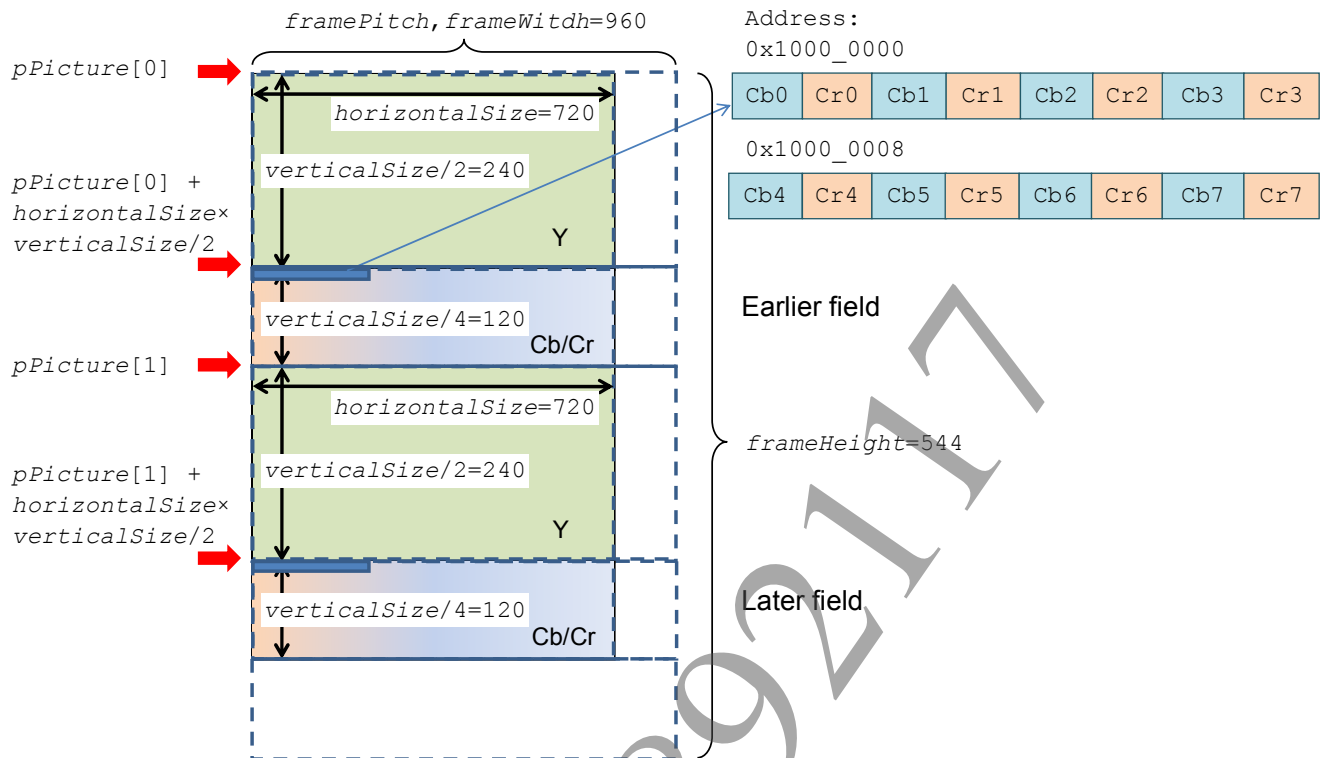 framePitch,frameWitdh=960
Address:
0x1000_0000
pPicture[0]
Cb0 Cr0 Cb1 Cr1 Cb2 Cr2 Cb3 Cr3
horizontalSize=720
0x1000_0008
verticalSize/2=240
Cb4 Cr4 Cb5 Cr5 Cb6 Cr6 Cb7 Cr7
pPicture[0] +
horizontalSize×
verticalSize/2
Y
Earlier field
verticalSize/4=120
Cb/Cr
pPicture[1]
horizontalSize=720
frameHeight=544
verticalSize/2=240
pPicture[1] +
horizontalSize×
verticalSize/2
Y
Later field
verticalSize/4=120
Cb/Cr
92117